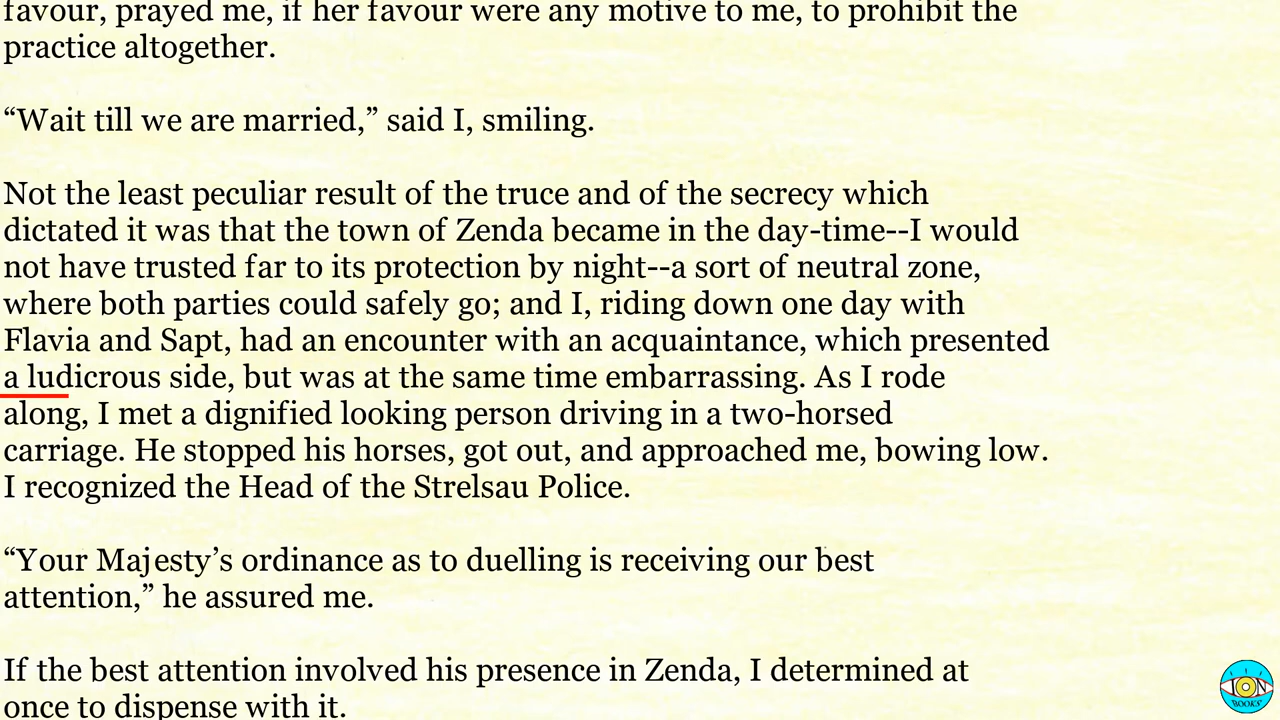 favour, prayed me, if her favour were any motive to me, to prohibit the
practice altogether.
“Wait till we are married,” said I, smiling.
Not the least peculiar result of the truce and of the secrecy which
dictated it was that the town of Zenda became in the day-time--I would
not have trusted far to its protection by night--a sort of neutral zone,
where both parties could safely go; and I, riding down one day with
Flavia and Sapt, had an encounter with an acquaintance, which presented
a ludicrous side, but was at the same time embarrassing. As I rode
along, I met a dignified looking person driving in a two-horsed
carriage. He stopped his horses, got out, and approached me, bowing low.
I recognized the Head of the Strelsau Police.
“Your Majesty’s ordinance as to duelling is receiving our best
attention,” he assured me.
If the best attention involved his presence in Zenda, I determined at
once to dispense with it.
ION
BOOKS